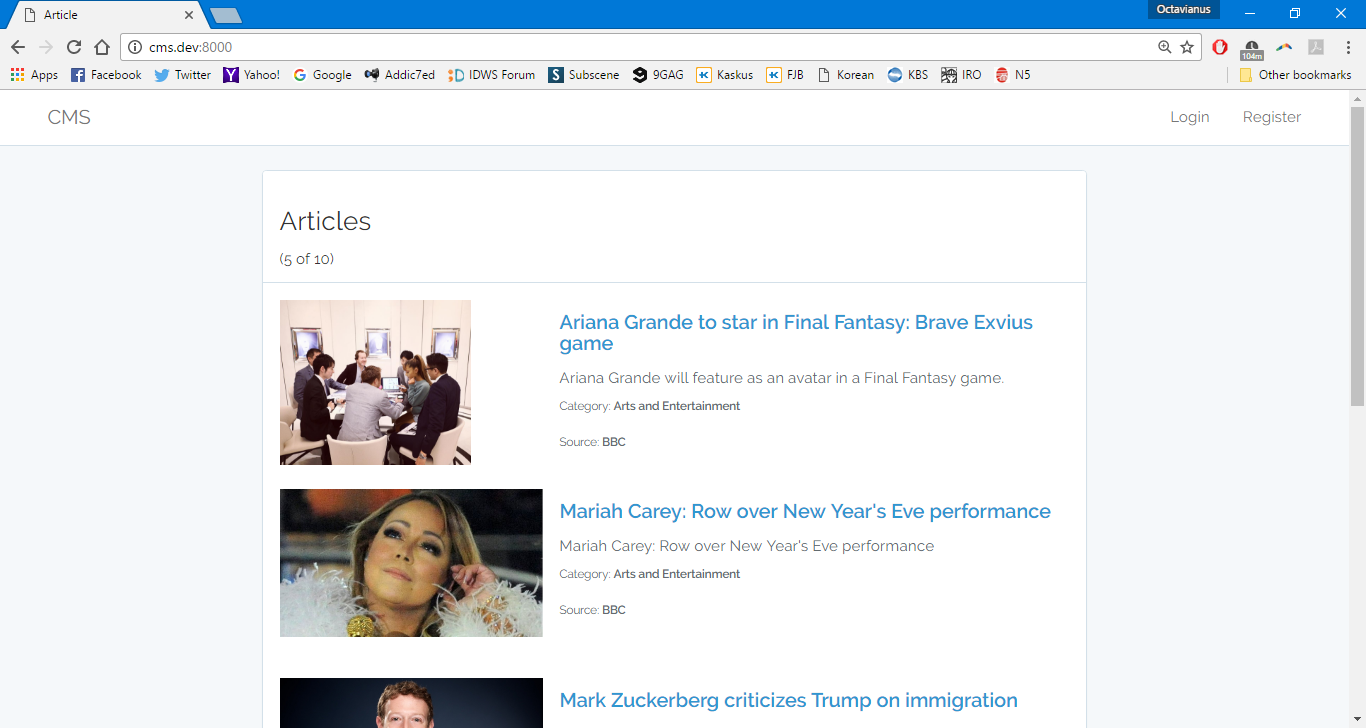 Article
Octavianus
cms.dev:8000
104m
Apps Facebook Twitter Yahoo! Google Addic7ed IDWS Forum Subscene 9GAG Kaskus FJB Korean KBS IRO N5 Other bookmarks
CMS Login Register
Articles
(5 of 10)
Ariana Grande to star in Final Fantasy: Brave Exvius
game
Ariana Grande will feature as an avatar in a Final Fantasy game.
Category: Arts and Entertainment
Source: BBC
Mariah Carey: Row over New Year's Eve performance
Mariah Carey: Row over New Year's Eve performance
Category: Arts and Entertainment
Source: BBC
Mark Zuckerberg criticizes Trump on immigration